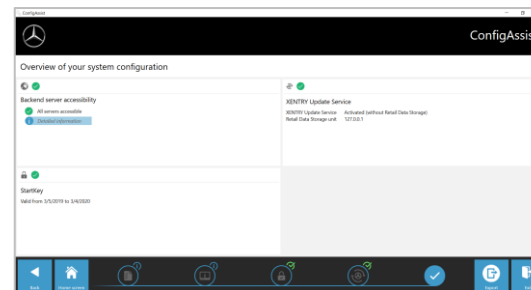 ConfigAssist
ConfigAssis
Overview of your system configuration
Backend server accessibility
All servers accessible
Detailed information
XENTRY Update Service
XENTRY Update Service Activated (without Retail Data Storage)
Retail Data Storage unit 127.0.0.1
StartKey
Valid from 3/5/2019 to 3/4/2020
Back
Home screen
Export